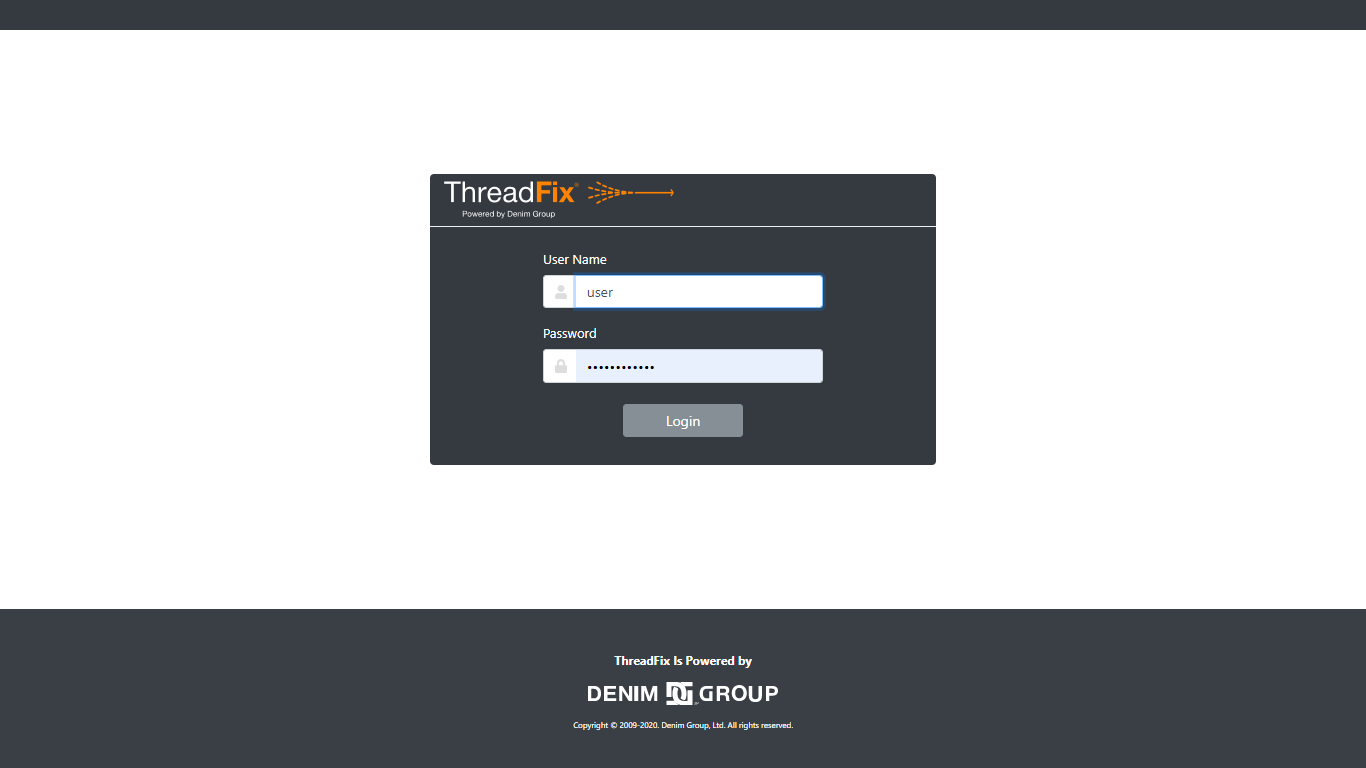 ThreadFix®
Powered by Denim Group
User Name
user
Password
••••••••••••
Login
ThreadFix Is Powered by
DENIM DG GROUP
Copyright © 2009-2020. Denim Group, Ltd. All rights reserved.